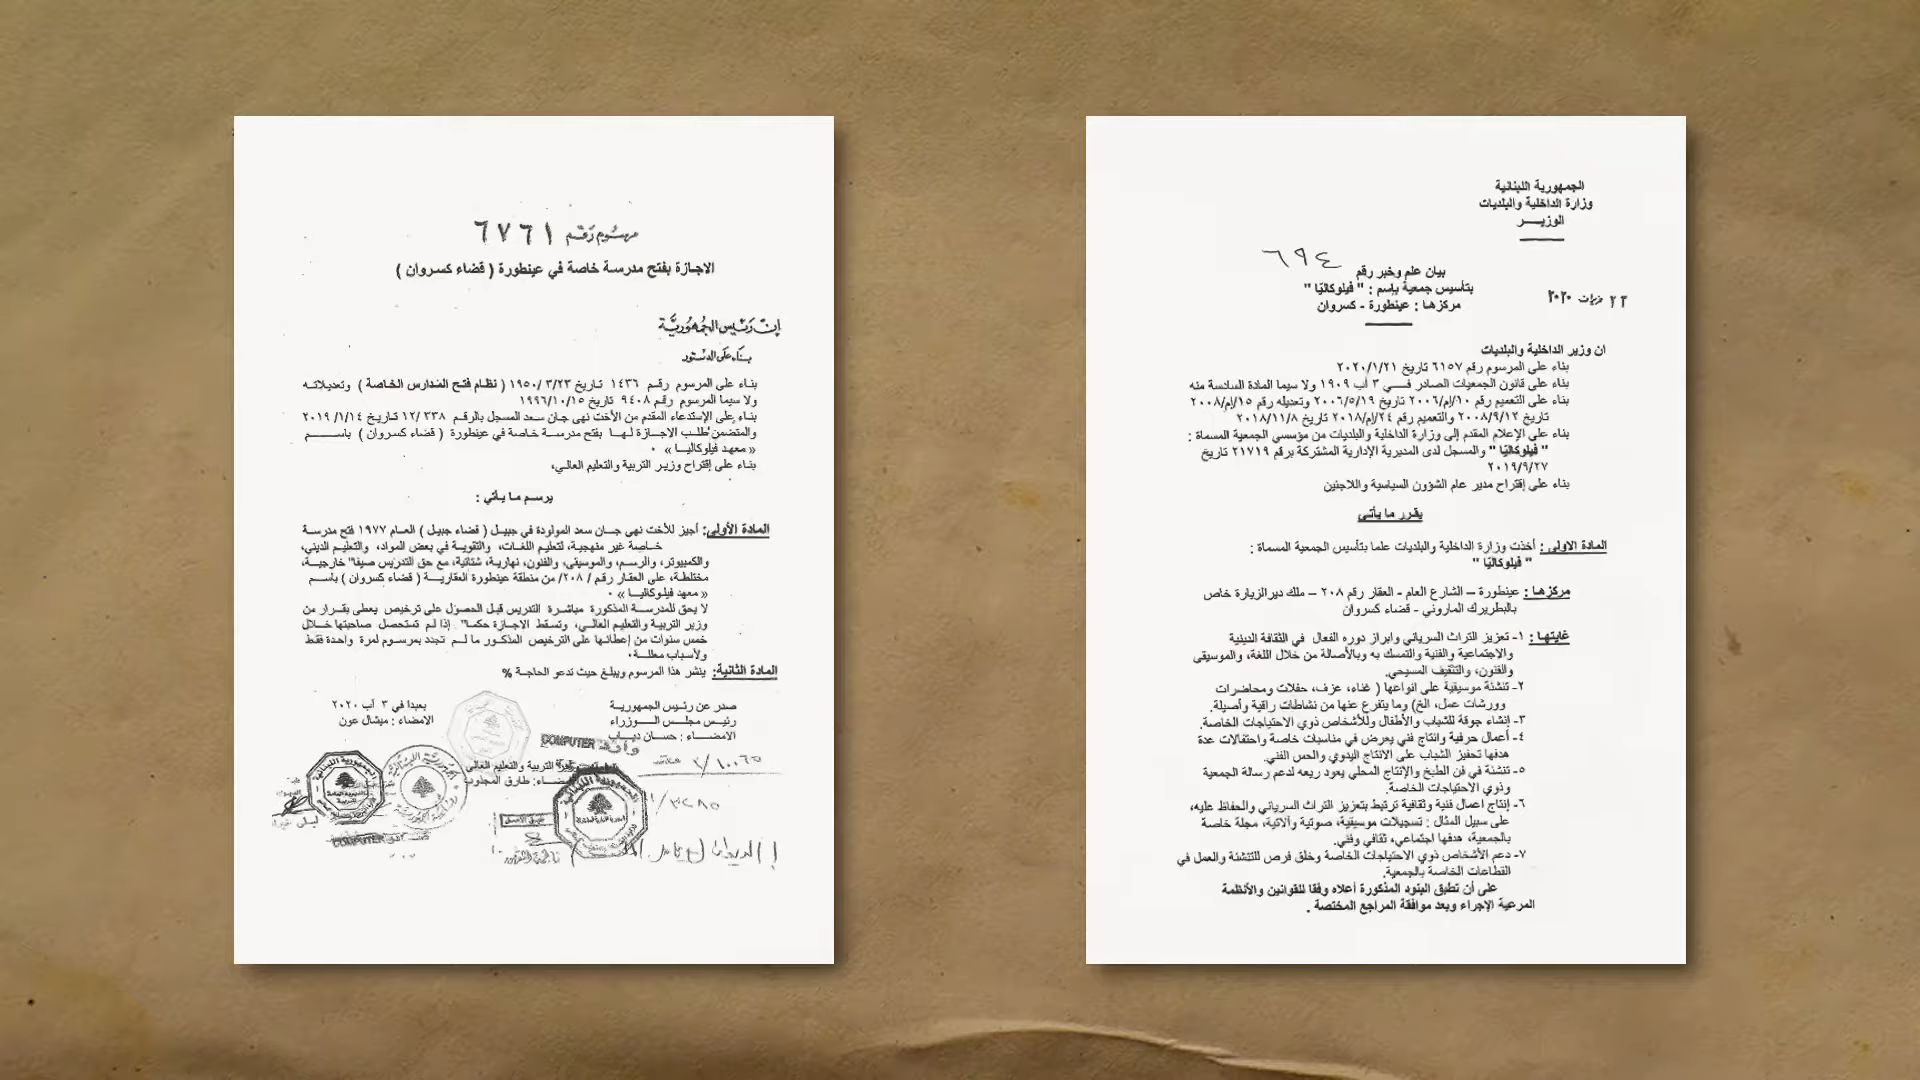 مرسوم رقم ٦٧٦١
الاجازة بفتح مدرسة خاصة في عينطورة ( قضاء كسروان )
إن رئيس الجمهورية
بناء على الدستور
بناء على المرسوم رقم ١٤٣٦ تاريخ ١٩٥٠/٣/٢٣ ( نظام فتح المدارس الخاصة ) وتعديلاته
ولا سيما المرسوم رقم ٩٤٠٨ تاريخ ١٩٩٦/١٠/١٥
بناء على الإستدعاء المقدم من الأخت نهى جان سعد المسجل بالرقم ١٢/٣٣٨ تاريخ ٢٠١٩/١/١٤
والمتضمن طلب الاجازة لها بفتح مدرسة خاصة في عينطورة ( قضاء كسروان ) باسم
« معهد فيلوكاليا » ٠
بناء على إقتراح وزير التربية والتعليم العالي،
يرسم ما يأتي :
المادة الأولى: أجيز للأخت نهى جان سعد المولودة في جبيل ( قضاء جبيل ) العام ١٩٧٧ فتح مدرسة
خاصة غير منهجية، لتعليم اللغات، والتقوية في بعض المواد، والتعليم الديني،
والكمبيوتر، والرسم، والموسيقى، والفنون، نهارية، شتائية، مع حق التدريس صيفا" خارجية،
مختلطة، على العقار رقم / ٢٠٨/ من منطقة عينطورة العقارية ( قضاء كسروان ) باسم
« معهد فيلوكاليا » ٠
لا يحق للمدرسة المذكورة مباشرة التدريس قبل الحصول على ترخيص يعطى بقرار من
وزير التربية والتعليم العالي، وتسقط الاجازة حكما" إذا لم تستحصل صاحبتها خلال
خمس سنوات من إعطائها على الترخيص المذكور ما لم تجدد بمرسوم لمرة واحدة فقط
ولأسباب معللة٠
المادة الثانية: ينشر هذا المرسوم ويبلغ حيث تدعو الحاجة %
بعبدا في ٣ آب ٢٠٢٠
الامضاء : ميشال عون
صدر عن رئيس الجمهورية
رئيس مجلس الوزراء
الامضاء : حسان دياب
COMPUTER
وزير التربية والتعليم العالي
الامضاء: طارق المجذوب
COMPUTER
الجمهورية اللبنانية
وزارة الداخلية والبلديات
الوزير
بيان علم وخبر رقم ٦٩٤
بتأسيس جمعية بإسم : " فيلوكاليّا "
مركزها : عينطورة - كسروان
٢٣ حزيران ٢٠٢٠
ان وزير الداخلية والبلديات
بناء على المرسوم رقم ٦١٥٧ تاريخ ٢٠٢٠/١/٢١
بناء على قانون الجمعيات الصادر في ٣ آب ١٩٠٩ ولا سيما المادة السادسة منه
بناء على التعميم رقم ١٠/إم/٢٠٠٦ تاريخ ٢٠٠٦/٥/١٩ وتعديله رقم ١٥/إم/٢٠٠٨
تاريخ ٢٠٠٨/٩/١٢ والتعميم رقم ٢٤/إم/٢٠١٨ تاريخ ٢٠١٨/١١/٨
بناء على الإعلام المقدم إلى وزارة الداخلية والبلديات من مؤسسي الجمعية المسماة :
" فيلوكاليّا " والمسجل لدى المديرية الإدارية المشتركة برقم ٢١٧١٩ تاريخ
٢٠١٩/٩/٢٧
بناء على إقتراح مدير عام الشؤون السياسية واللاجئين
يقرر ما يأتي
المادة الاولى : أخذت وزارة الداخلية والبلديات علما بتأسيس الجمعية المسماة :
" فيلوكاليّا "
مركزها : عينطورة – الشارع العام - العقار رقم ٢٠٨ – ملك دير الزيارة خاص
بالبطريرك الماروني - قضاء كسروان
غايتها : ١- تعزيز التراث السرياني وابراز دوره الفعال في الثقافة الدينية
والاجتماعية والفنية والتمسك به وبالأصالة من خلال اللغة، والموسيقى
والفنون، والتثقيف المسيحي.
٢- تنشئة موسيقية على انواعها ( غناء، عزف، حفلات ومحاضرات
وورشات عمل، الخ) وما يتفرع عنها من نشاطات راقية وأصيلة.
٣- إنشاء جوقة للشباب والأطفال وللأشخاص ذوي الاحتياجات الخاصة.
٤- أعمال حرفية وانتاج فني يعرض في مناسبات خاصة واحتفالات عدة
هدفها تحفيز الشباب على الانتاج اليدوي والحس الفني.
٥- تنشئة في فن الطبخ والإنتاج المحلي يعود ريعه لدعم رسالة الجمعية
وذوي الاحتياجات الخاصة.
٦- إنتاج اعمال فنية وثقافية ترتبط بتعزيز التراث السرياني والحفاظ عليه،
على سبيل المثال : تسجيلات موسيقية، صوتية وآلاتية، مجلة خاصة
بالجمعية، هدفها اجتماعي، ثقافي وفني.
٧- دعم الأشخاص ذوي الاحتياجات الخاصة وخلق فرص للتنشئة والعمل في
القطاعات الخاصة بالجمعية.
على أن تطبق البنود المذكورة أعلاه وفقا للقوانين والأنظمة
المرعية الإجراء وبعد موافقة المراجع المختصة .